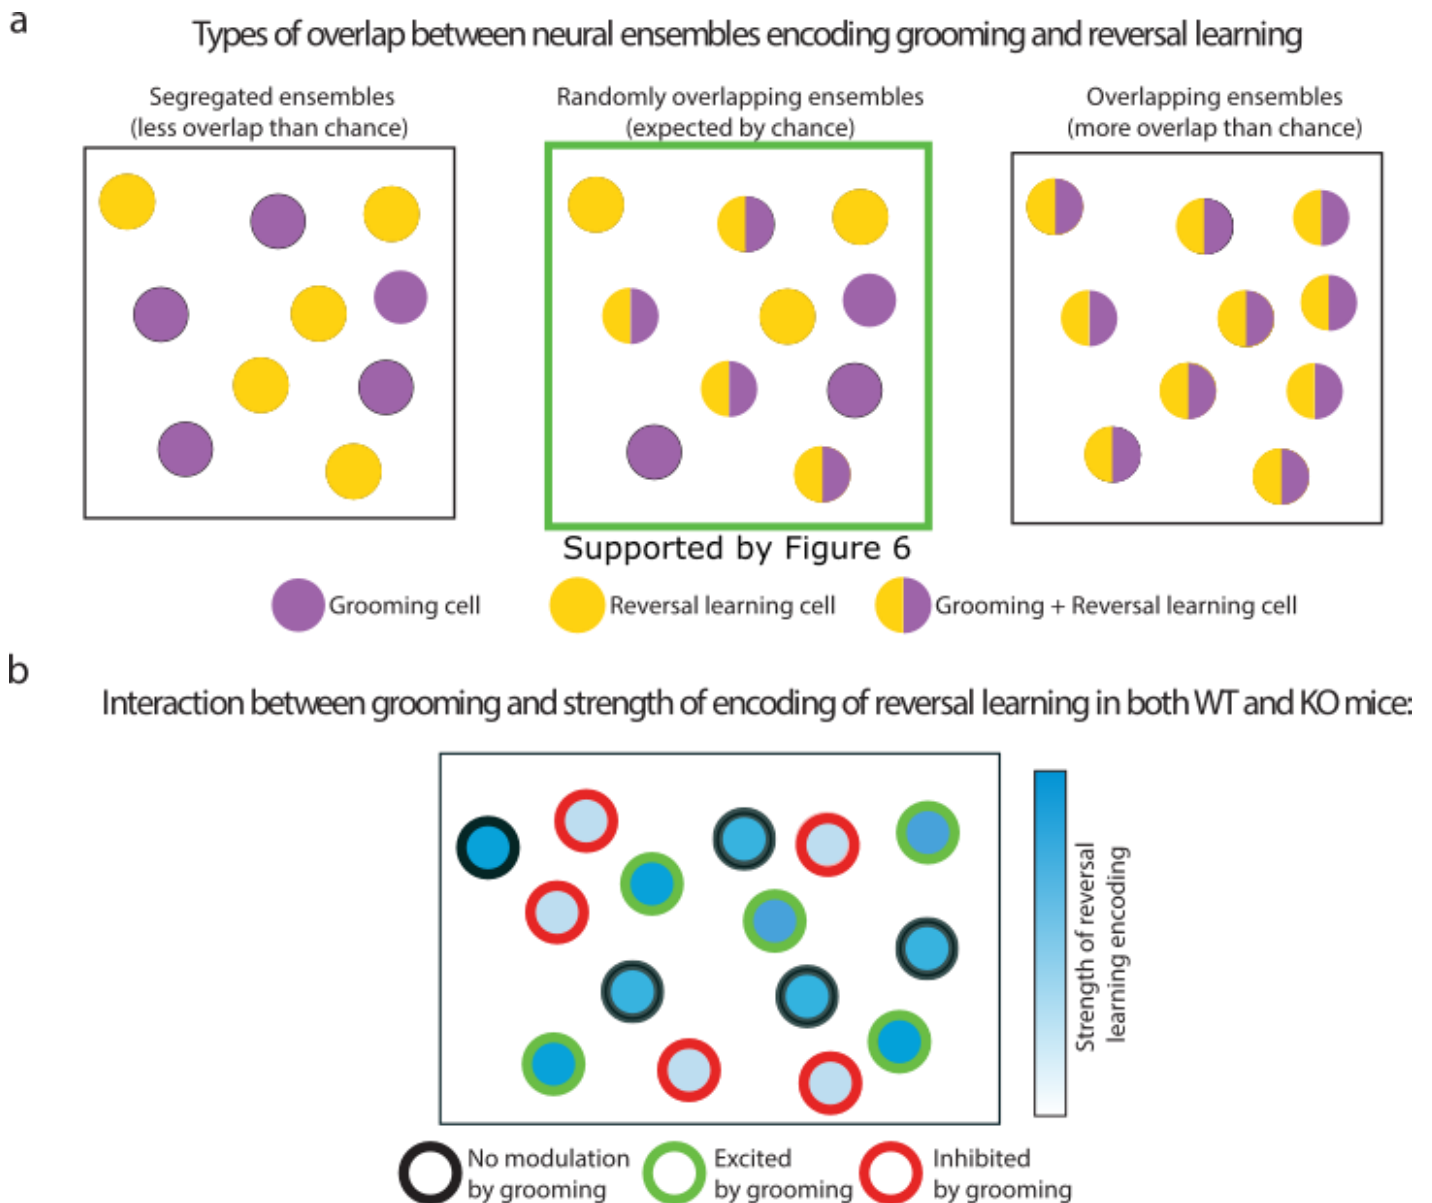 a
Types of overlap between neural ensembles encoding grooming and reversal learning
Segregated ensembles
(less overlap than chance)
Randomly overlapping ensembles
(expected by chance)
Overlapping ensembles
(more overlap than chance)
Supported by Figure 6
Grooming cell
Reversal learning cell
Grooming + Reversal learning cell
b
Interaction between grooming and strength of encoding of reversal learning in both WT and KO mice:
Strength of reversal
learning encoding
No modulation
by grooming
Excited
by grooming
Inhibited
by grooming